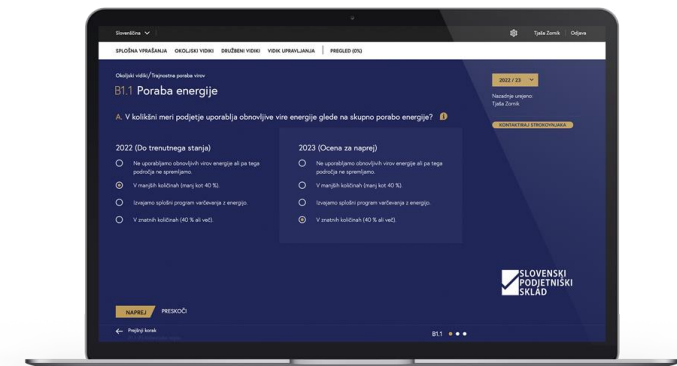 Slovenščina
Tjaša Zornik
Odjava
SPLOŠNA VPRAŠANJA OKOLJSKI VIDIKI DRUŽBENI VIDIKI VIDIK UPRAVLJANJA PREGLED (0%)
Okoljski vidiki/Trajnostna poraba virov
B1.1 Poraba energije
A. V kolikšni meri podjetje uporablja obnovljive vire energije glede na skupno porabo energije?
2022 / 23
Nazadnje urejeno:
Tjaša Zornik
KONTAKTIRAJ STROKOVNJAKA
2022 (Do trenutnega stanja)
Ne uporabljamo obnovljivih virov energije ali pa tega
področja ne spremljamo.
V manjših količinah (manj kot 40 %).
Izvajamo splošni program varčevanja z energijo.
V znatnih količinah (40 % ali več).
2023 (Ocena za naprej)
Ne uporabljamo obnovljivih virov energije ali pa tega
področja ne spremljamo.
V manjših količinah (manj kot 40 %).
Izvajamo splošni program varčevanja z energijo.
V znatnih količinah (40 % ali več).
SLOVENSKI
PODJETNIŠKI
SKLAD
NAPREJ PRESKOČI
Prejšnji korak
B1.1